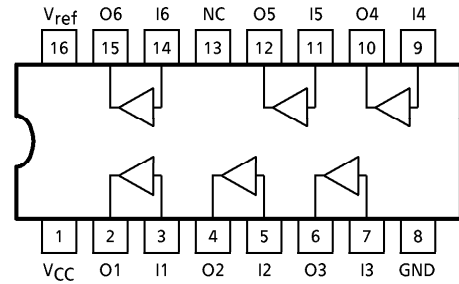 Vref O6 I6 NC O5 I5 O4 I4
16 15 14 13 12 11 10 9
1 2 3 4 5 6 7 8
VCC O1 I1 O2 I2 O3 I3 GND